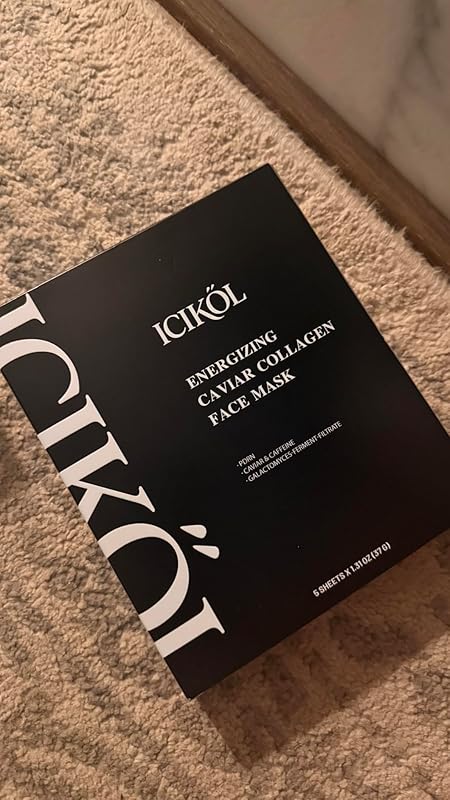 ICIKŐL
ICIKŐL
ENERGIZING
CAVIAR COLLAGEN
FACE MASK
· PDRN
· CAVIAR & CAFFEINE
· GALACTOMYCES-FERMENT-FILTRATE
5 SHEETS X 1.31 OZ (37 G)